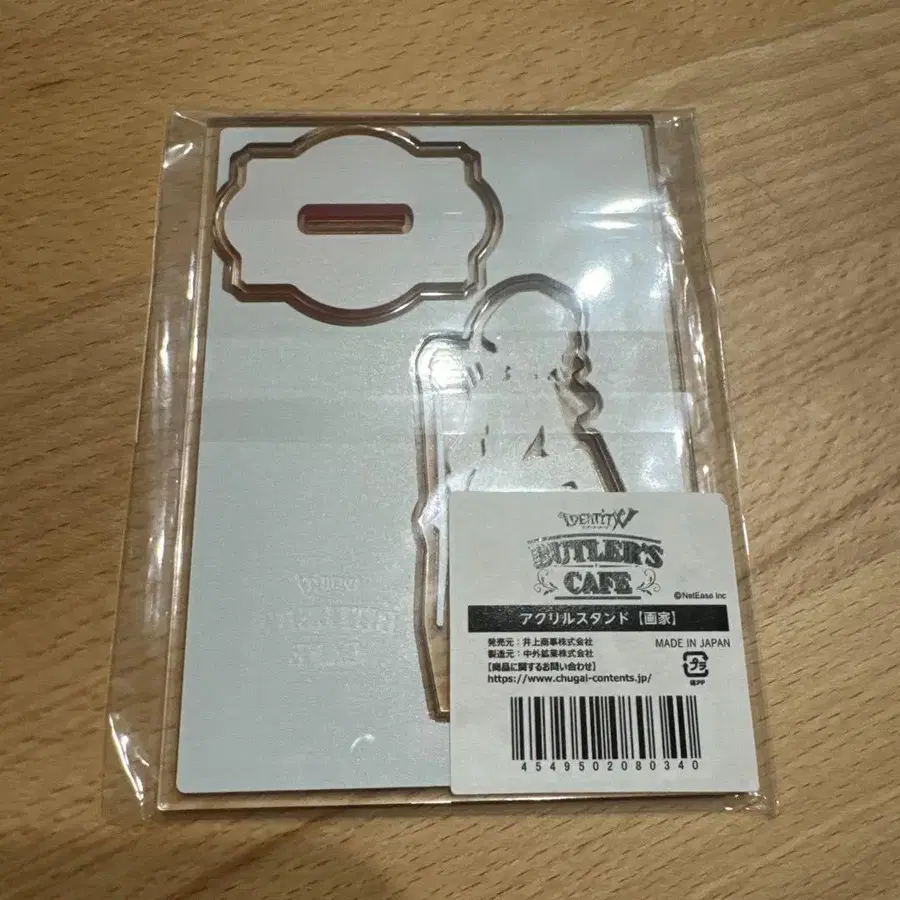 IDENTITY V
BUTLER'S
CAFE
©NetEase Inc
アクリルスタンド【画家】
発売元：井上商事株式会社
製造元：中外鉱業株式会社
【商品に関するお問い合わせ】
https://www.chugai-contents.jp/
MADE IN JAPAN
プラ
袋:PP
4549502080340